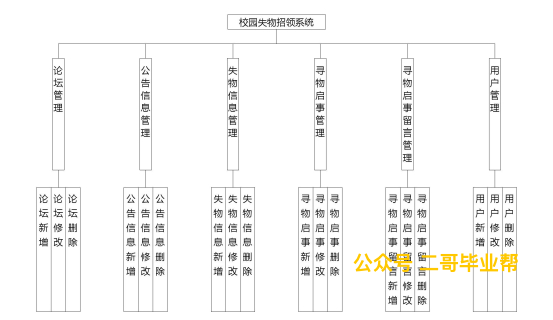 校园失物招领系统
论坛管理
公告信息管理
失物信息管理
寻物启事管理
寻物启事留言管理
用户管理
论坛新增
论坛修改
论坛删除
公告信息新增
公告信息修改
公告信息删除
失物信息新增
失物信息修改
失物信息删除
寻物启事新增
寻物启事修改
寻物启事删除
寻物启事留言新增
寻物启事留言修改
寻物启事留言删除
用户新增
用户修改
用户删除
公众号 二哥毕业帮